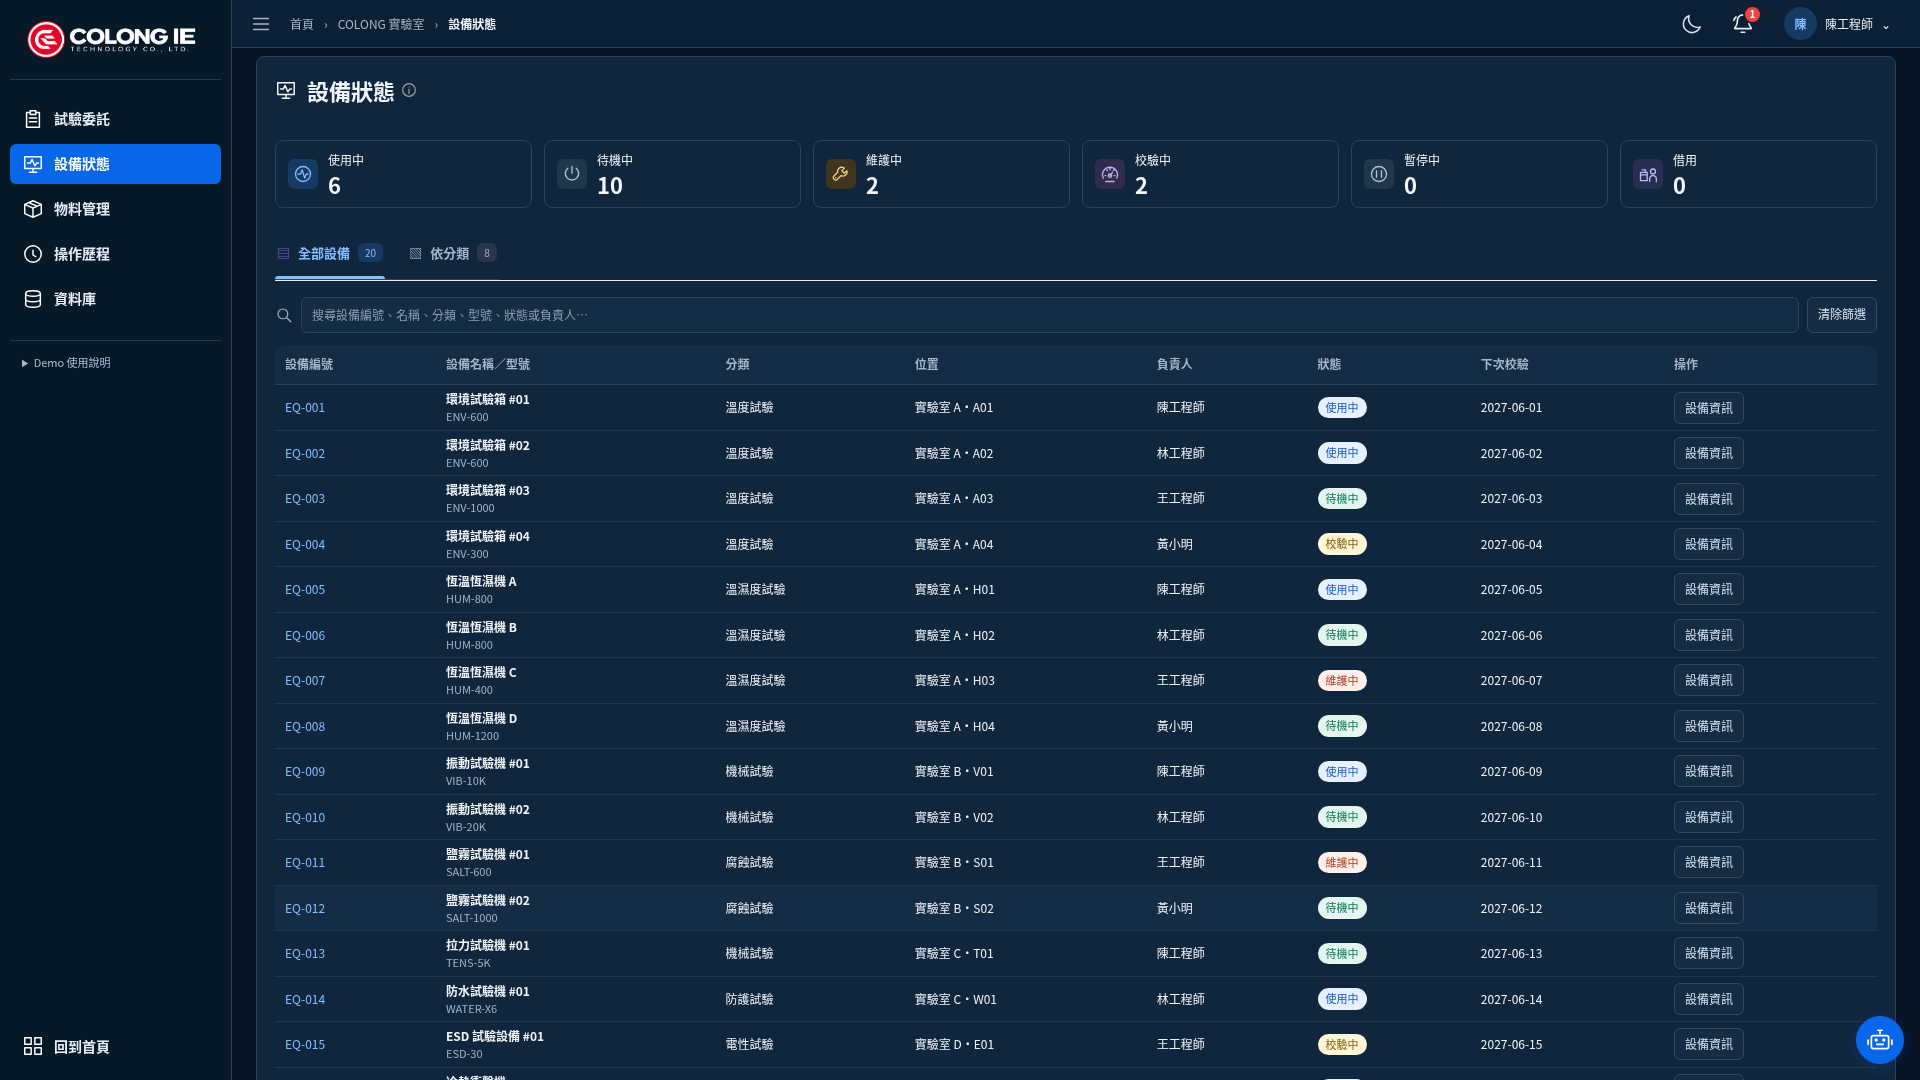 COLONG IE
TECHNOLOGY CO., LTD.
試驗委託
設備狀態
物料管理
操作歷程
資料庫
Demo 使用說明
回到首頁
首頁 › COLONG 實驗室 › 設備狀態
1
陳 陳工程師
設備狀態
使用中
6
待機中
10
維護中
2
校驗中
2
暫停中
0
借用
0
全部設備 20 依分類 8
搜尋設備編號、名稱、分類、型號、狀態或負責人… 清除篩選
設備編號 設備名稱／型號 分類 位置 負責人 狀態 下次校驗 操作
EQ-001 環境試驗箱 #01 溫度試驗 實驗室 A・A01 陳工程師 使用中 2027-06-01 設備資訊
ENV-600
EQ-002 環境試驗箱 #02 溫度試驗 實驗室 A・A02 林工程師 使用中 2027-06-02 設備資訊
ENV-600
EQ-003 環境試驗箱 #03 溫度試驗 實驗室 A・A03 王工程師 待機中 2027-06-03 設備資訊
ENV-1000
EQ-004 環境試驗箱 #04 溫度試驗 實驗室 A・A04 黃小明 校驗中 2027-06-04 設備資訊
ENV-300
EQ-005 恆溫恆濕機 A 溫濕度試驗 實驗室 A・H01 陳工程師 使用中 2027-06-05 設備資訊
HUM-800
EQ-006 恆溫恆濕機 B 溫濕度試驗 實驗室 A・H02 林工程師 待機中 2027-06-06 設備資訊
HUM-800
EQ-007 恆溫恆濕機 C 溫濕度試驗 實驗室 A・H03 王工程師 維護中 2027-06-07 設備資訊
HUM-400
EQ-008 恆溫恆濕機 D 溫濕度試驗 實驗室 A・H04 黃小明 待機中 2027-06-08 設備資訊
HUM-1200
EQ-009 振動試驗機 #01 機械試驗 實驗室 B・V01 陳工程師 使用中 2027-06-09 設備資訊
VIB-10K
EQ-010 振動試驗機 #02 機械試驗 實驗室 B・V02 林工程師 待機中 2027-06-10 設備資訊
VIB-20K
EQ-011 鹽霧試驗機 #01 腐蝕試驗 實驗室 B・S01 王工程師 維護中 2027-06-11 設備資訊
SALT-600
EQ-012 鹽霧試驗機 #02 腐蝕試驗 實驗室 B・S02 黃小明 待機中 2027-06-12 設備資訊
SALT-1000
EQ-013 拉力試驗機 #01 機械試驗 實驗室 C・T01 陳工程師 待機中 2027-06-13 設備資訊
TENS-5K
EQ-014 防水試驗機 #01 防護試驗 實驗室 C・W01 林工程師 使用中 2027-06-14 設備資訊
WATER-X6
EQ-015 ESD 試驗設備 #01 電性試驗 實驗室 D・E01 王工程師 校驗中 2027-06-15 設備資訊
ESD-30